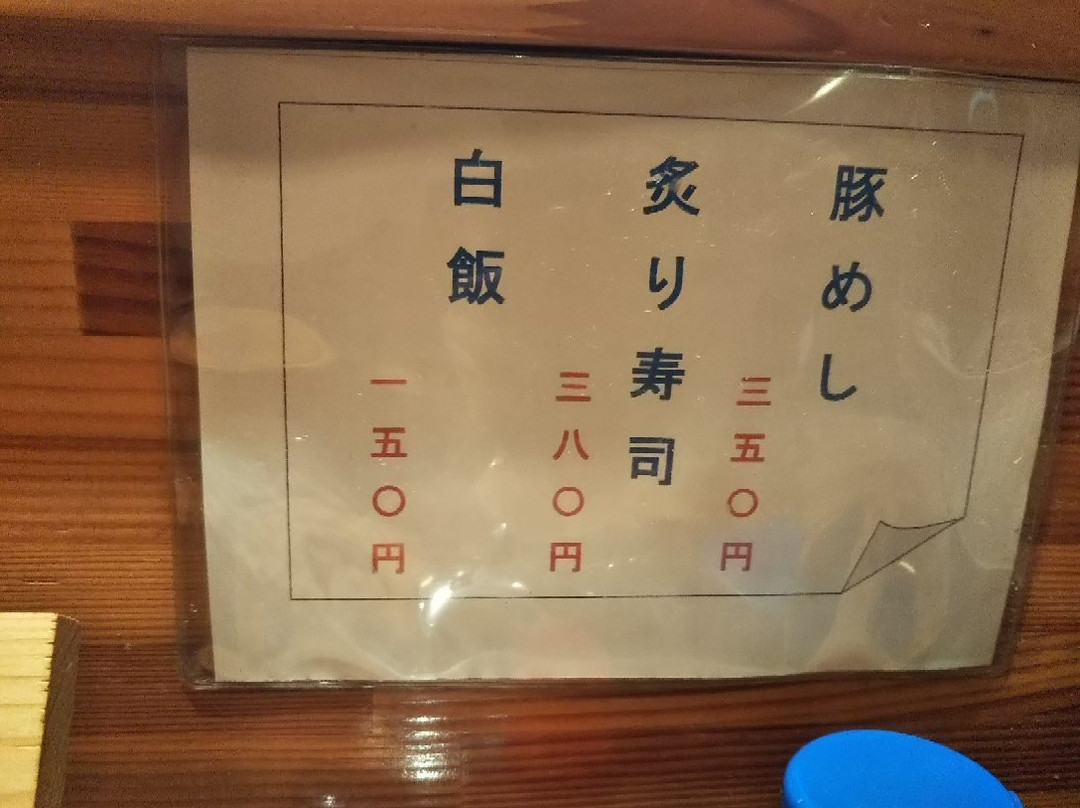 豚めし
三五〇円
炙り寿司
三八〇円
白飯
一五〇円